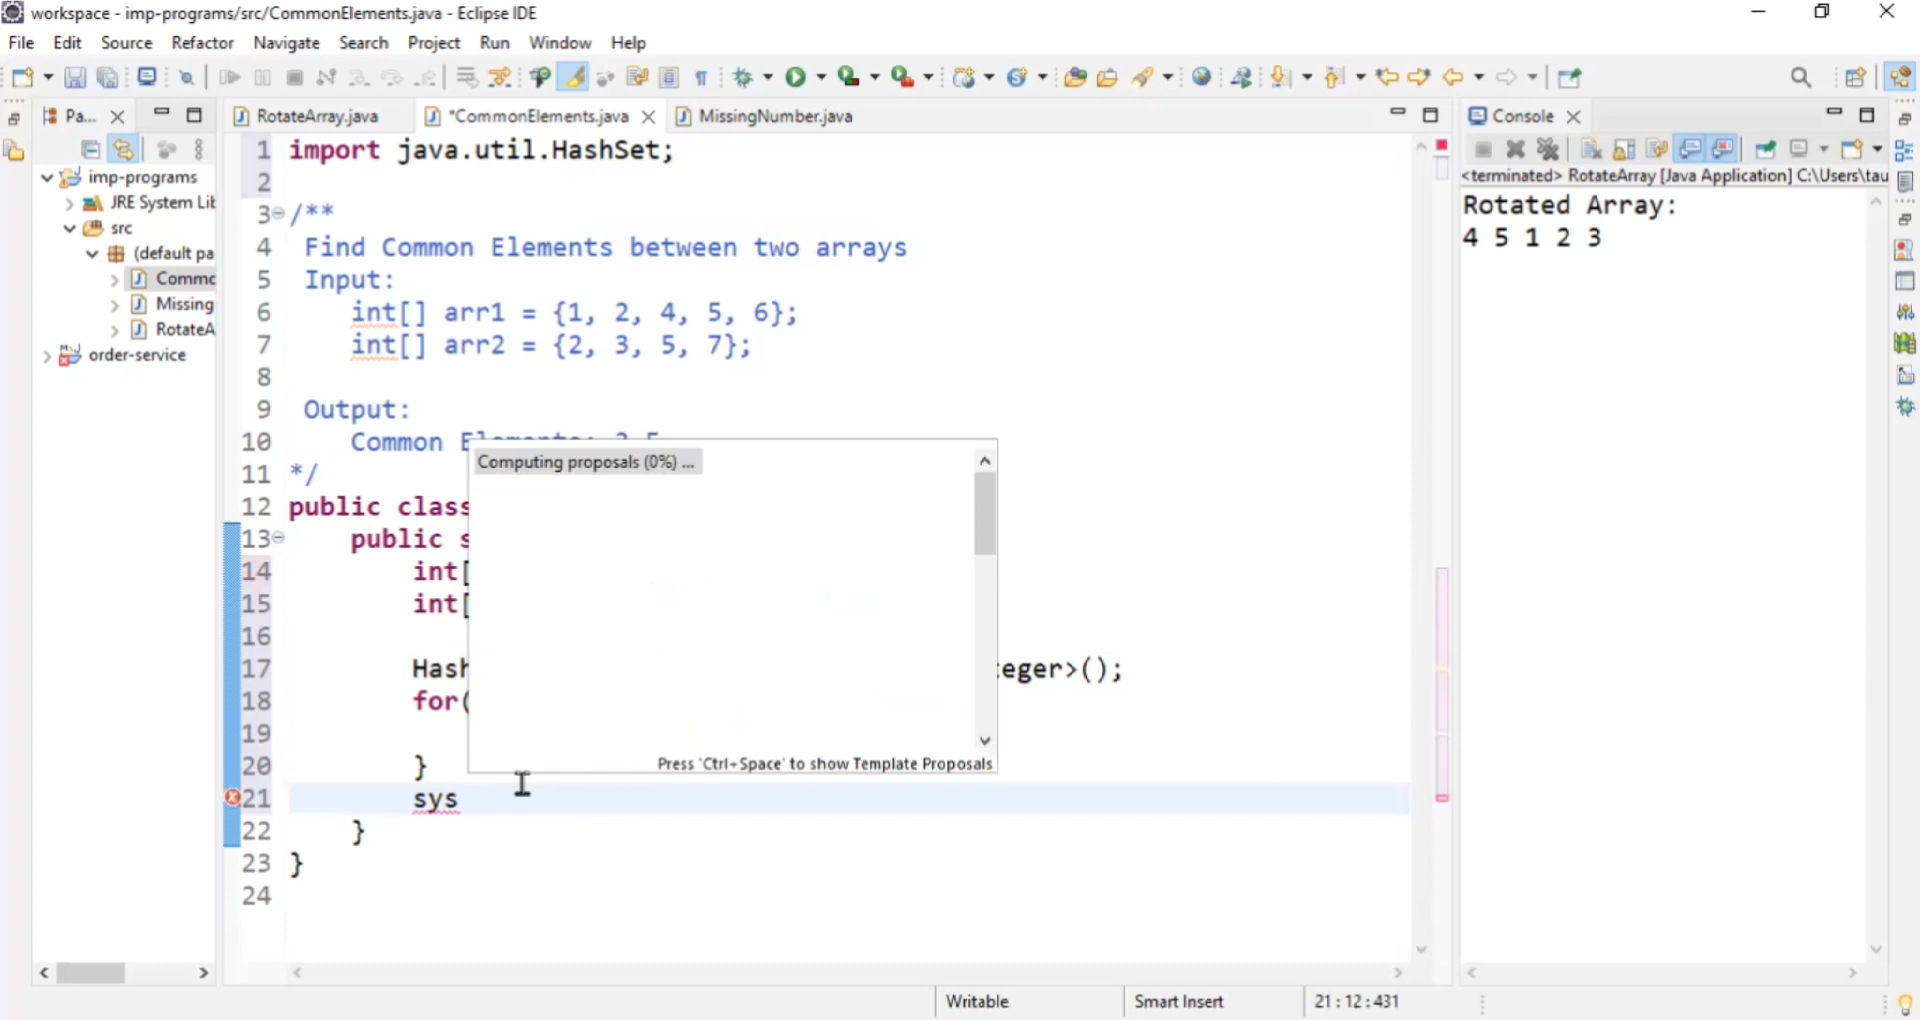 workspace - imp-programs/src/CommonElements.java - Eclipse IDE
File Edit Source Refactor Navigate Search Project Run Window Help
Pa...
RotateArray.java
*CommonElements.java
MissingNumber.java
Console
imp-programs
JRE System Lit
src
(default pa
Commc
Missing
RotateA
order-service
<terminated> RotateArray [Java Application] C:\Users\tau
Rotated Array:
4 5 1 2 3
1 import java.util.HashSet;
2
3 /**
4 Find Common Elements between two arrays
5 Input:
6 int[] arr1 = {1, 2, 4, 5, 6};
7 int[] arr2 = {2, 3, 5, 7};
8
9 Output:
10 Common Elements: 2 5
11 */
12 public class
13 public s
14 int[
15 int[
16
17 Hash eger>();
18 for(
19
20 }
21 sys
22 }
23 }
24
Computing proposals (0%) ...
Press 'Ctrl+Space' to show Template Proposals
Writable
Smart Insert
21 : 12 : 431